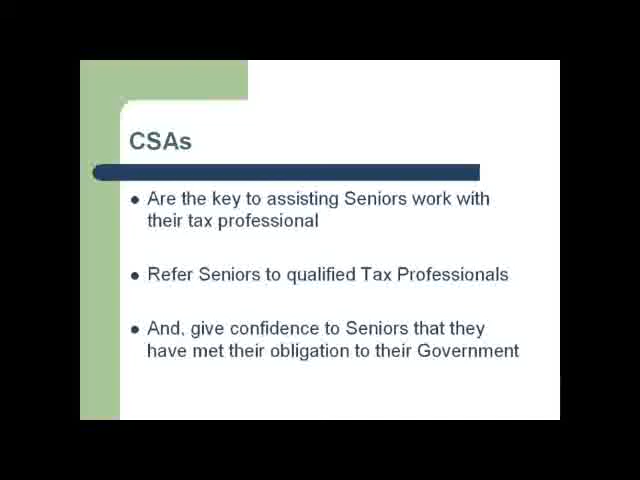 CSAs
● Are the key to assisting Seniors work with
their tax professional
● Refer Seniors to qualified Tax Professionals
● And, give confidence to Seniors that they
have met their obligation to their Government